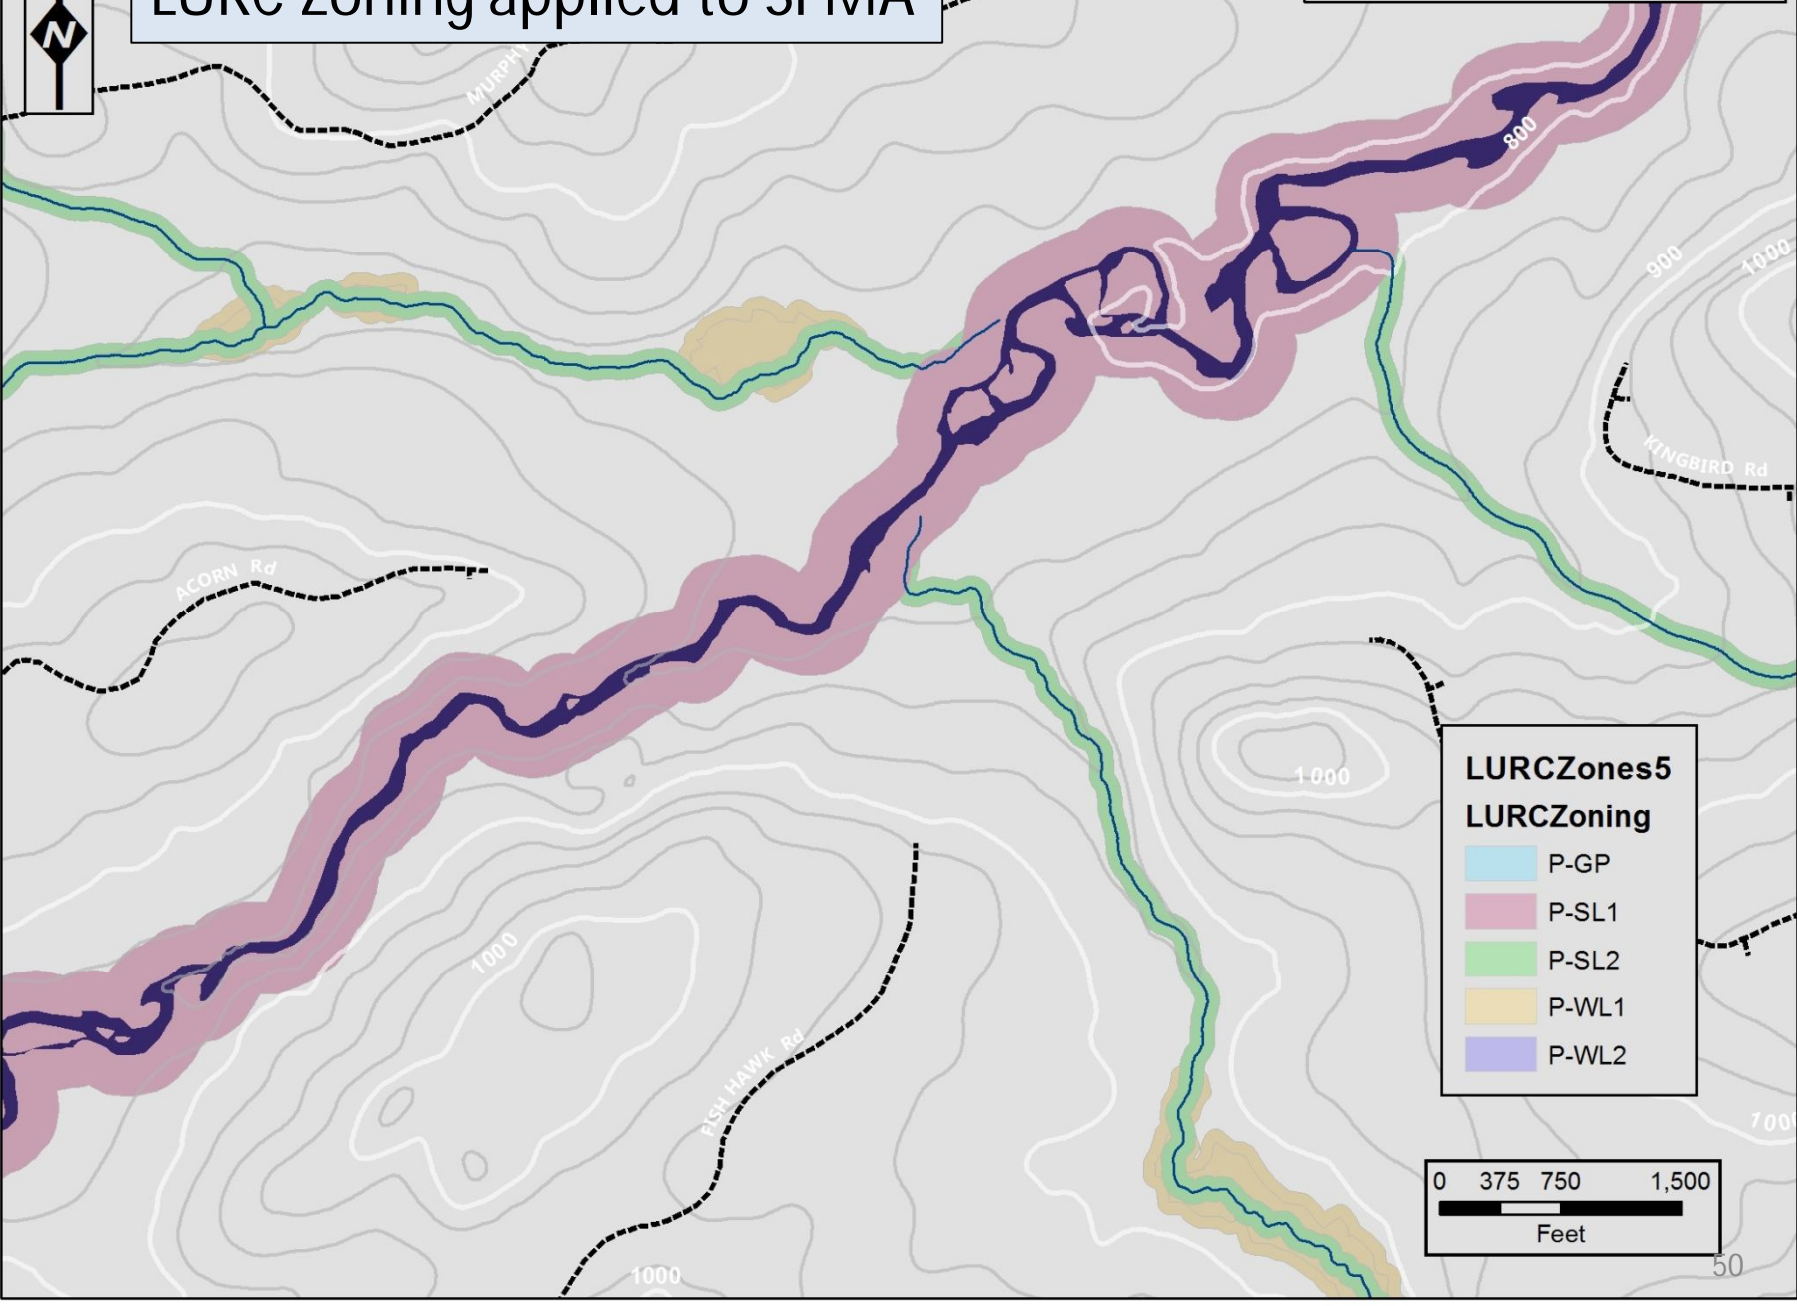 LURC Zoning applied to SFMA
N
MURPHY
800
900
1000
KINGBIRD Rd
ACORN Rd
1000
LURCZones5
LURCZoning
P-GP
P-SL1
P-SL2
P-WL1
P-WL2
1000
FISH HAWK Rd
1000
1000
0 375 750 1,500
Feet
50